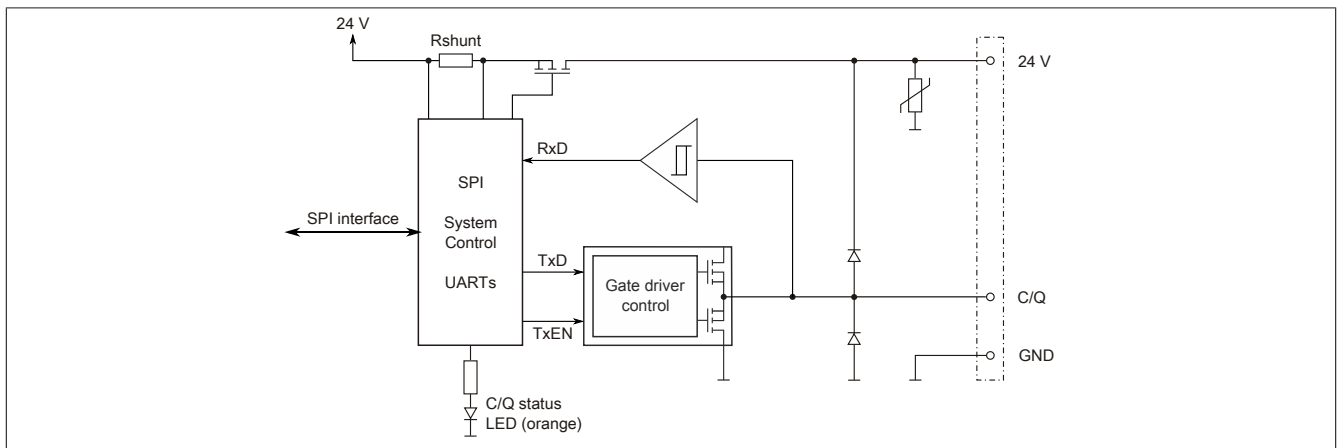 24 V
Rshunt
24 V
RxD
SPI
SPI interface
System
Control
TxD
UARTs
Gate driver
control
C/Q
TxEN
GND
C/Q status
LED (orange)